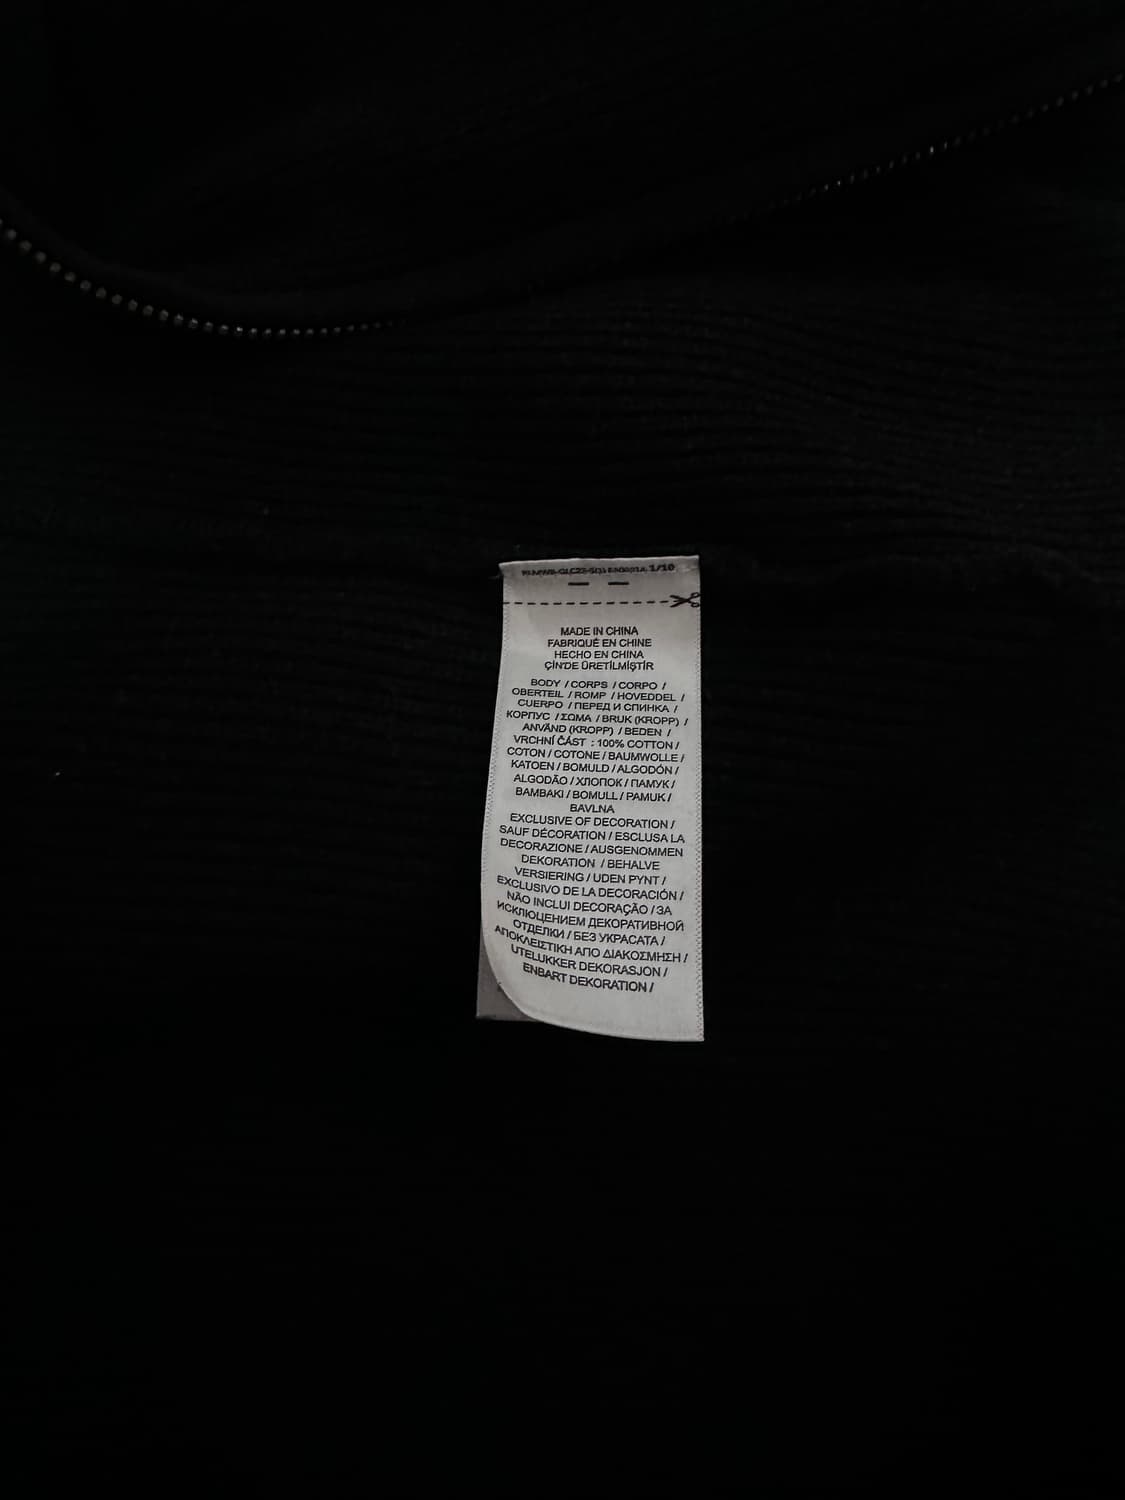 1/10
MADE IN CHINA
FABRIQUÉ EN CHINE
HECHO EN CHINA
ÇİN'DE ÜRETİLMİŞTİR
BODY / CORPS / CORPO /
OBERTEIL / ROMP / HOVEDDEL /
CUERPO / ПЕРЕД И СПИНКА /
КОРПУС / ΣΩΜΑ / BRUK (KROPP) /
ANVÄND (KROPP) / BEDEN /
VRCHNÍ ČÁST : 100% COTTON /
COTON / COTONE / BAUMWOLLE /
KATOEN / BOMULD / ALGODÓN /
ALGODÃO / ХЛОПОК / ПАМУК /
BAMBAKI / BOMULL / PAMUK /
BAVLNA
EXCLUSIVE OF DECORATION /
SAUF DÉCORATION / ESCLUSA LA
DECORAZIONE / AUSGENOMMEN
DEKORATION / BEHALVE
VERSIERING / UDEN PYNT /
EXCLUSIVO DE LA DECORACIÓN /
NÃO INCLUI DECORAÇÃO / ЗА
ИСКЛЮЦЕНИЕМ ДЕКОРАТИВНОЙ
ОТДЕЛКИ / БЕЗ УКРАСАТА /
ΑΠΟΚΛΕΙΣΤΙΚΗ ΑΠΟ ΔΙΑΚΟΣΜΗΣΗ /
UTELUKKER DEKORASJON /
ENBART DEKORATION /